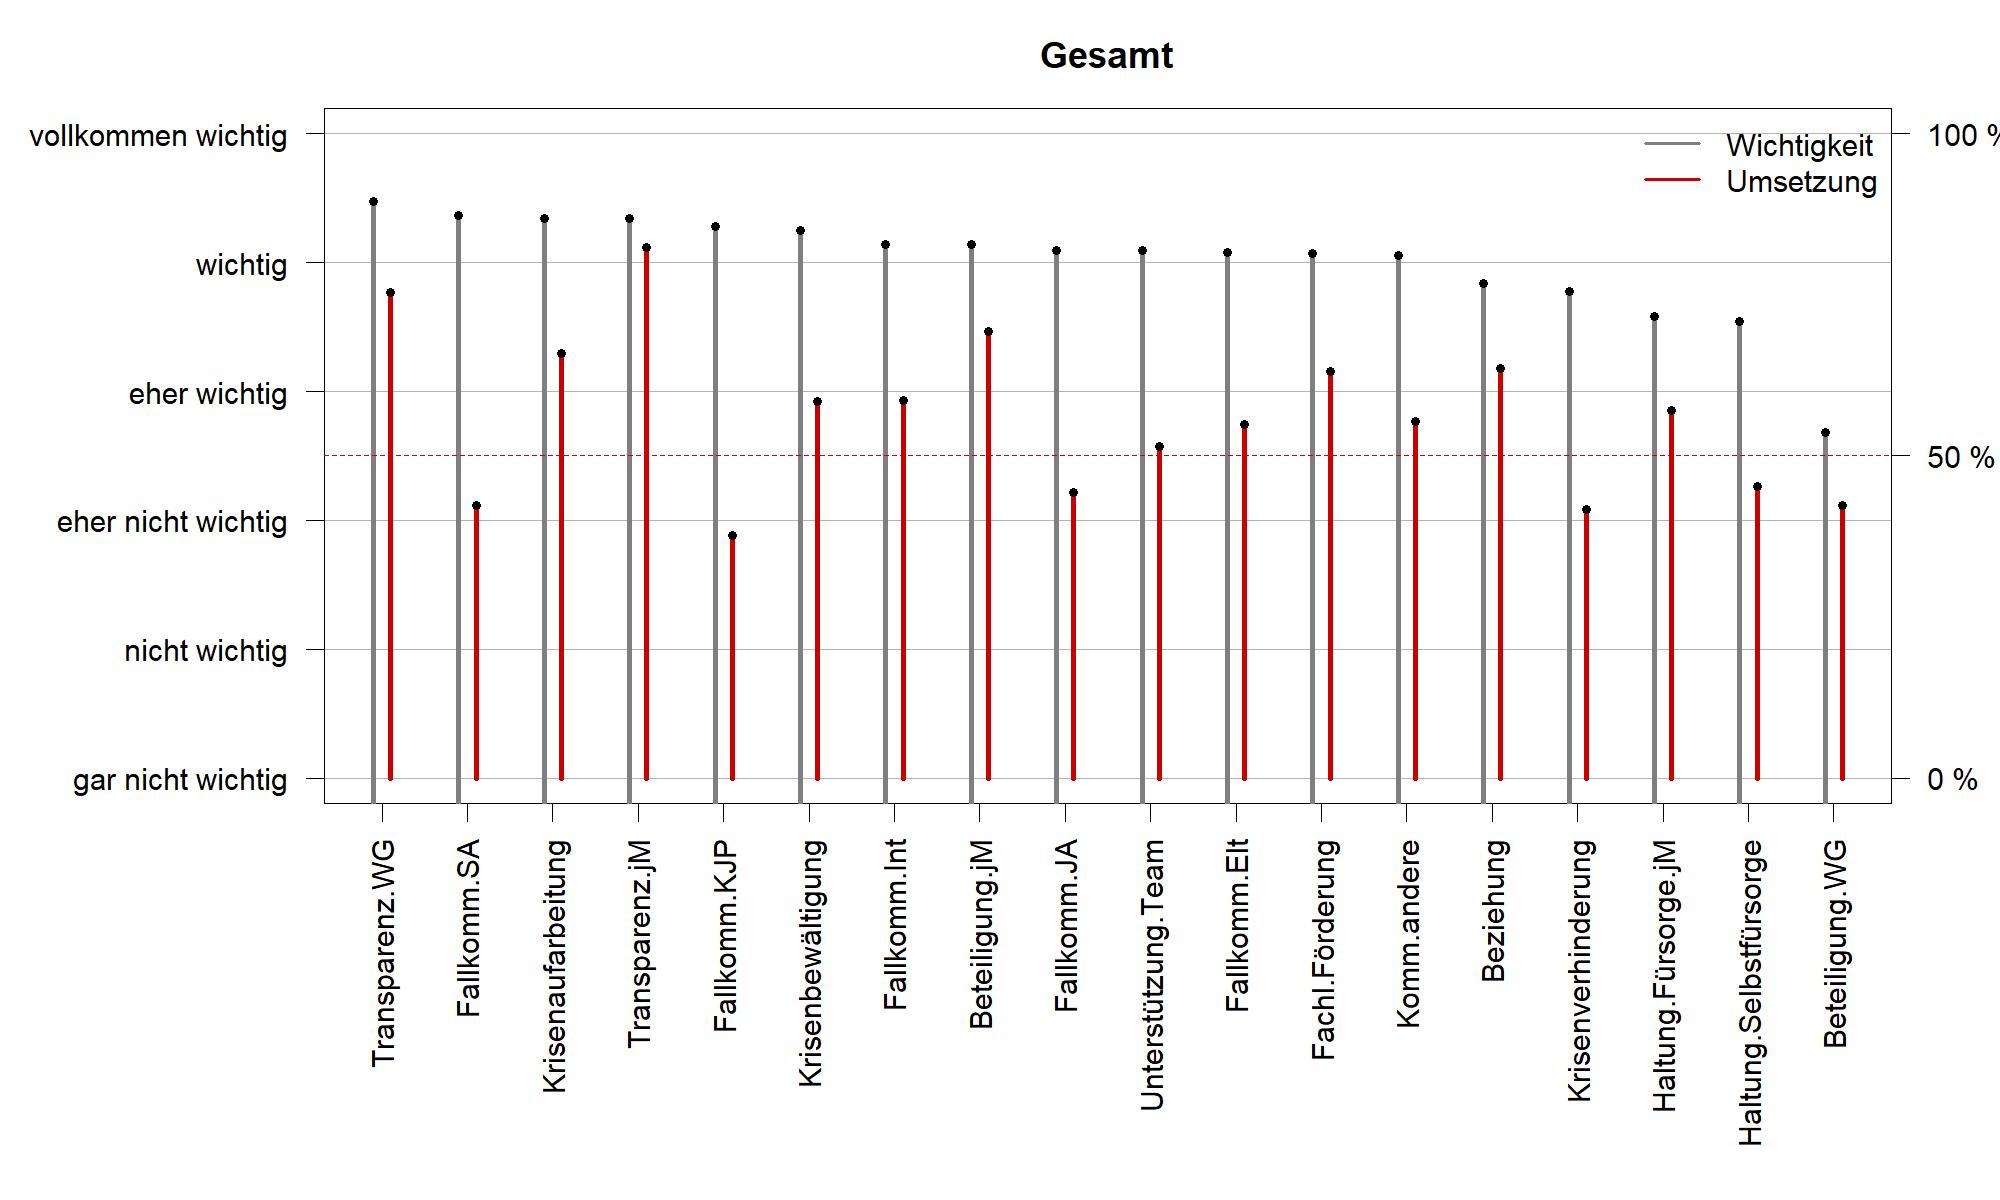 Gesamt
vollkommen wichtig
wichtig
eher wichtig
eher nicht wichtig
nicht wichtig
gar nicht wichtig
100 %
50 %
0 %
Wichtigkeit
Umsetzung
Transparenz.WG
Fallkomm.SA
Krisenaufarbeitung
Transparenz.jM
Fallkomm.KJP
Krisenbewältigung
Fallkomm.Int
Beteiligung.jM
Fallkomm.JA
Unterstützung.Team
Fallkomm.Elt
Fachl.Förderung
Komm.andere
Beziehung
Krisenverhinderung
Haltung.Fürsorge.jM
Haltung.Selbstfürsorge
Beteiligung.WG